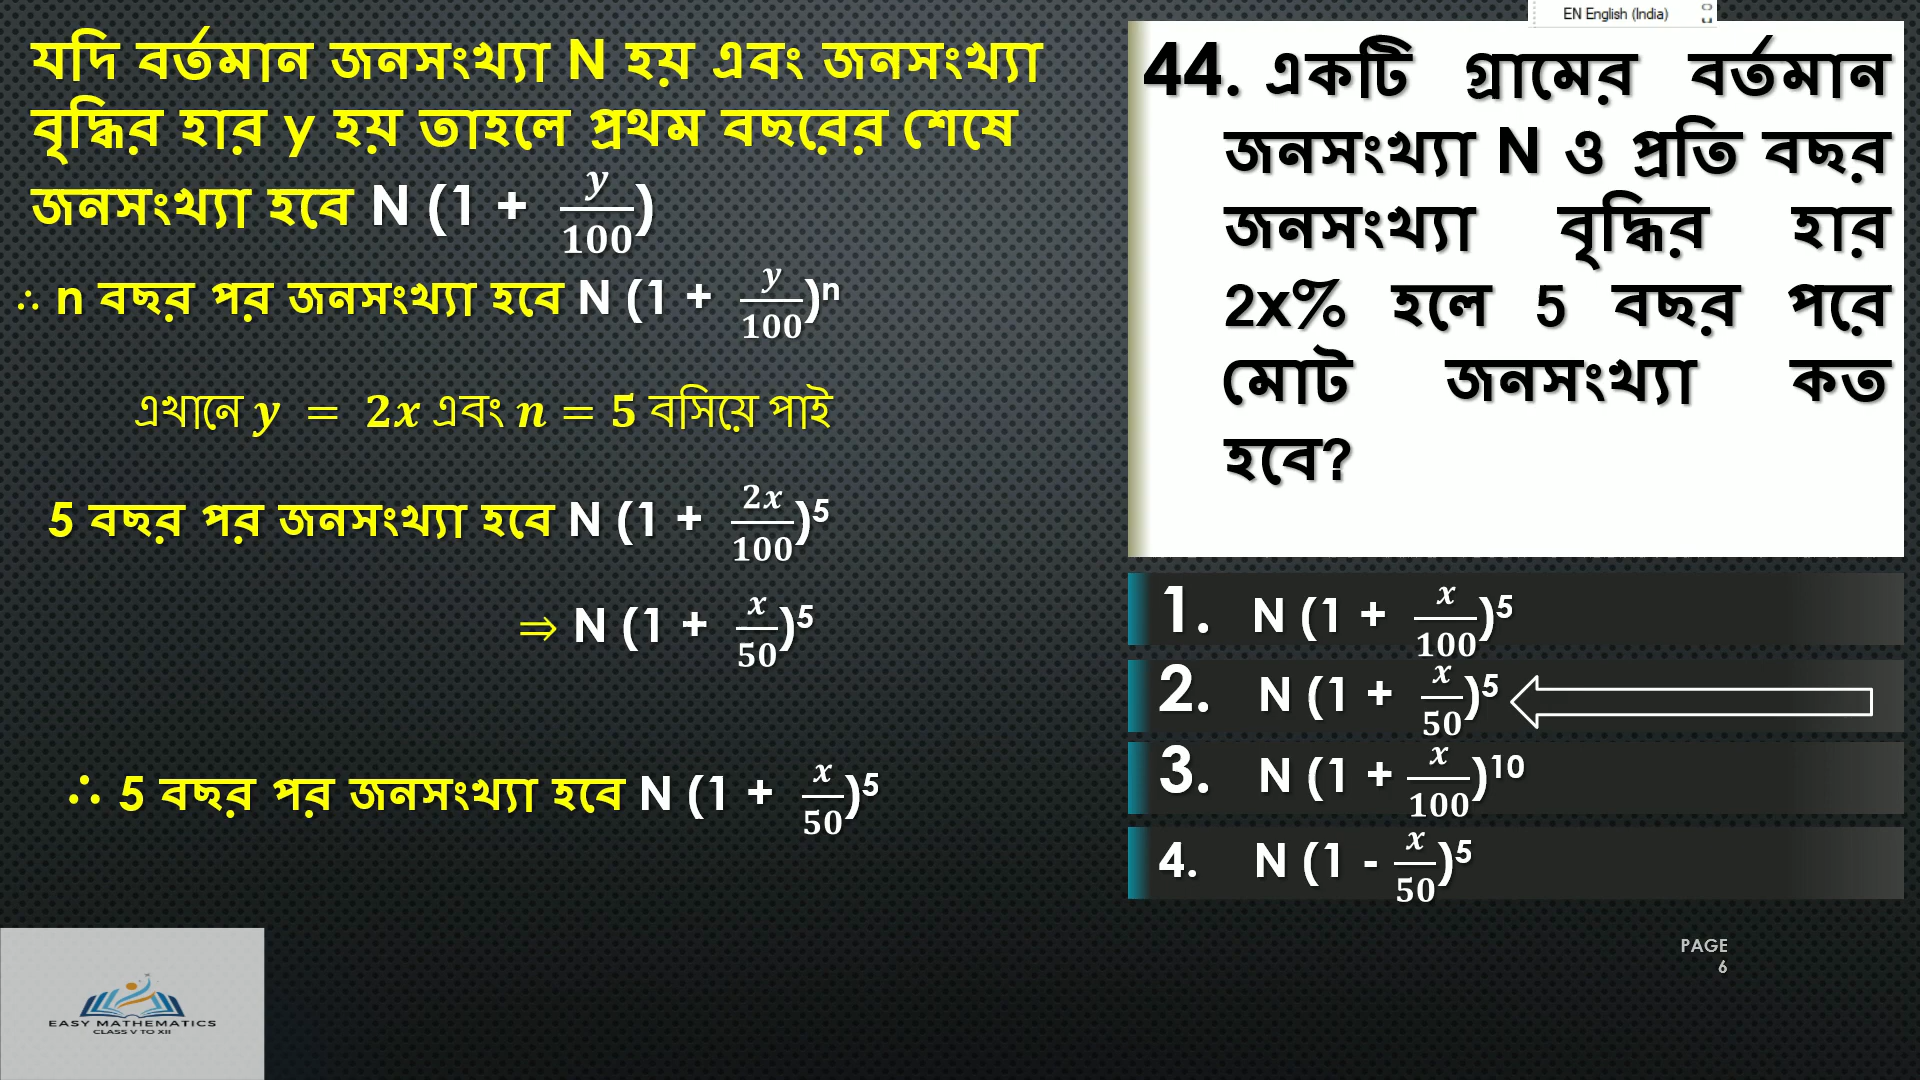 যদি বর্তমান জনসংখ্যা N হয় এবং জনসংখ্যা
বৃদ্ধির হার y হয় তাহলে প্রথম বছরের শেষে
জনসংখ্যা হবে N (1 + y/100)
∴ n বছর পর জনসংখ্যা হবে N (1 + y/100)ⁿ
এখানে y = 2x এবং n = 5 বসিয়ে পাই
5 বছর পর জনসংখ্যা হবে N (1 + 2x/100)⁵
⇒ N (1 + x/50)⁵
∴ 5 বছর পর জনসংখ্যা হবে N (1 + x/50)⁵
EASY MATHEMATICS
CLASS V TO XII
EN English (India)
44. একটি গ্রামের বর্তমান
জনসংখ্যা N ও প্রতি বছর
জনসংখ্যা বৃদ্ধির হার
2x% হলে 5 বছর পরে
মোট জনসংখ্যা কত
হবে?
1. N (1 + x/100)⁵
2. N (1 + x/50)⁵
3. N (1 + x/100)¹⁰
4. N (1 - x/50)⁵
PAGE
6